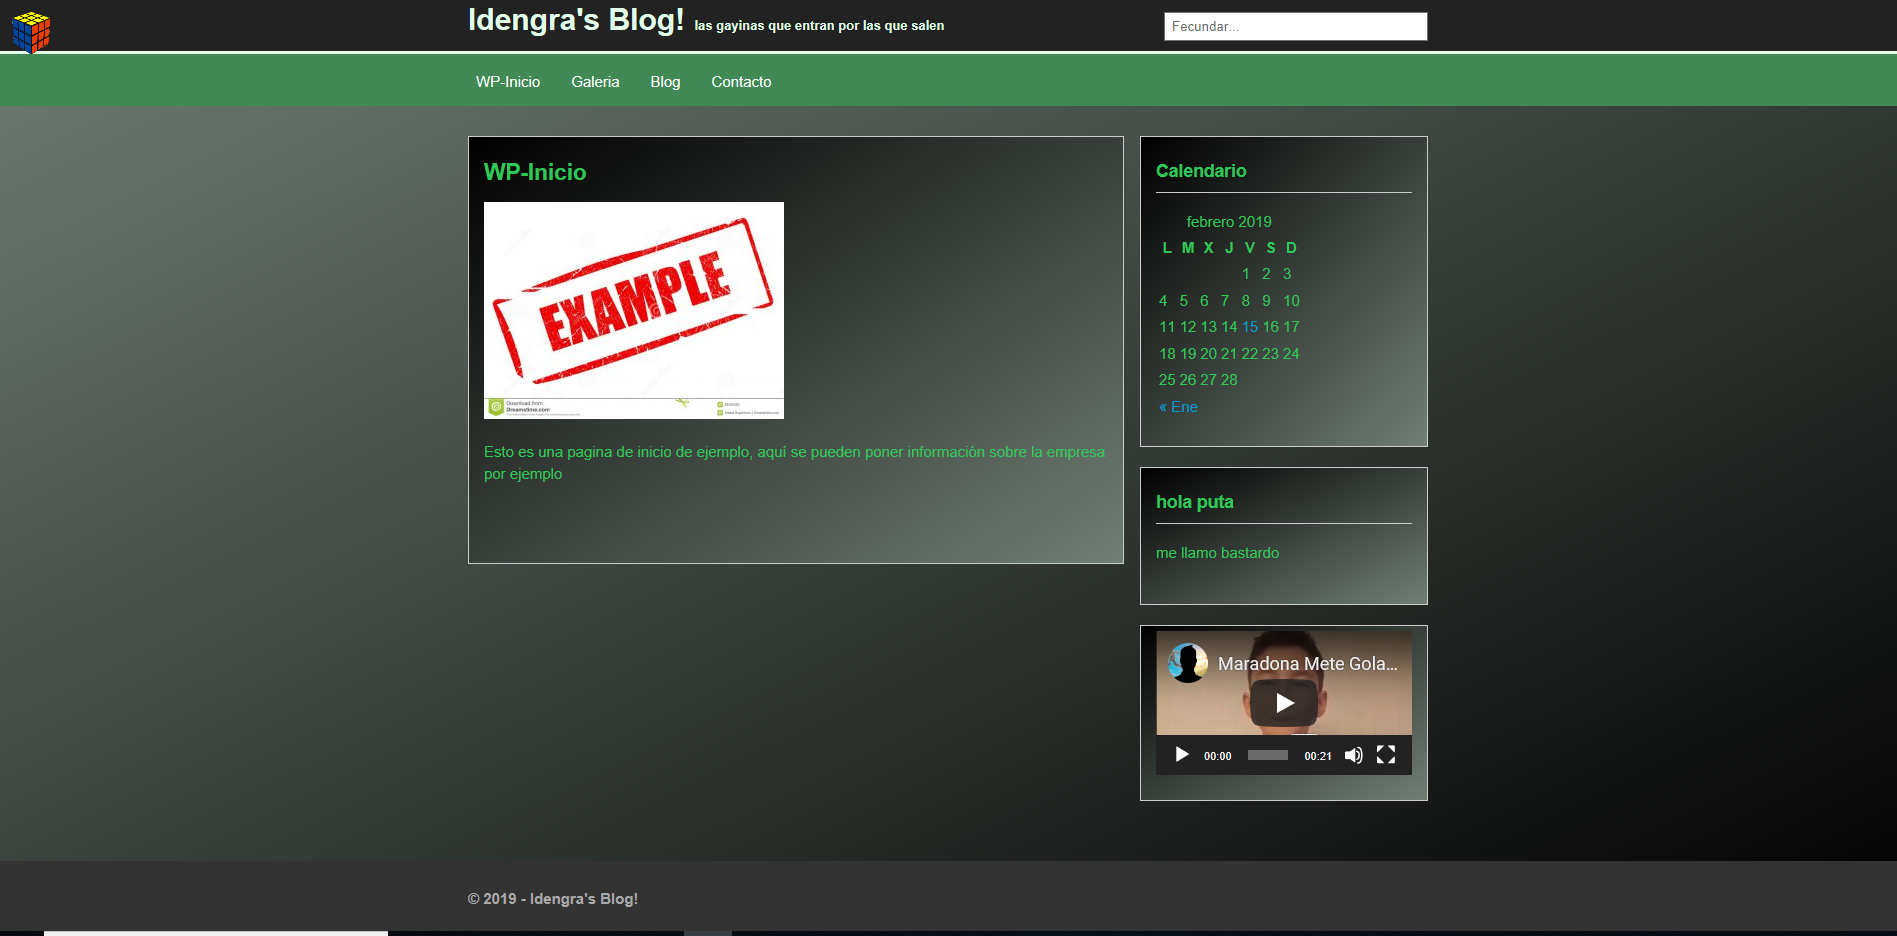 Idengra's Blog! las gayinas que entran por las que salen
Fecundar...
WP-Inicio Galeria Blog Contacto
WP-Inicio
EXAMPLE
Download from
Dreamstime.com
Esto es una pagina de inicio de ejemplo, aquí se pueden poner información sobre la empresa
por ejemplo
Calendario
febrero 2019
L M X J V S D
1 2 3
4 5 6 7 8 9 10
11 12 13 14 15 16 17
18 19 20 21 22 23 24
25 26 27 28
« Ene
hola puta
me llamo bastardo
Maradona Mete Gola...
00:00 00:21
© 2019 - Idengra's Blog!